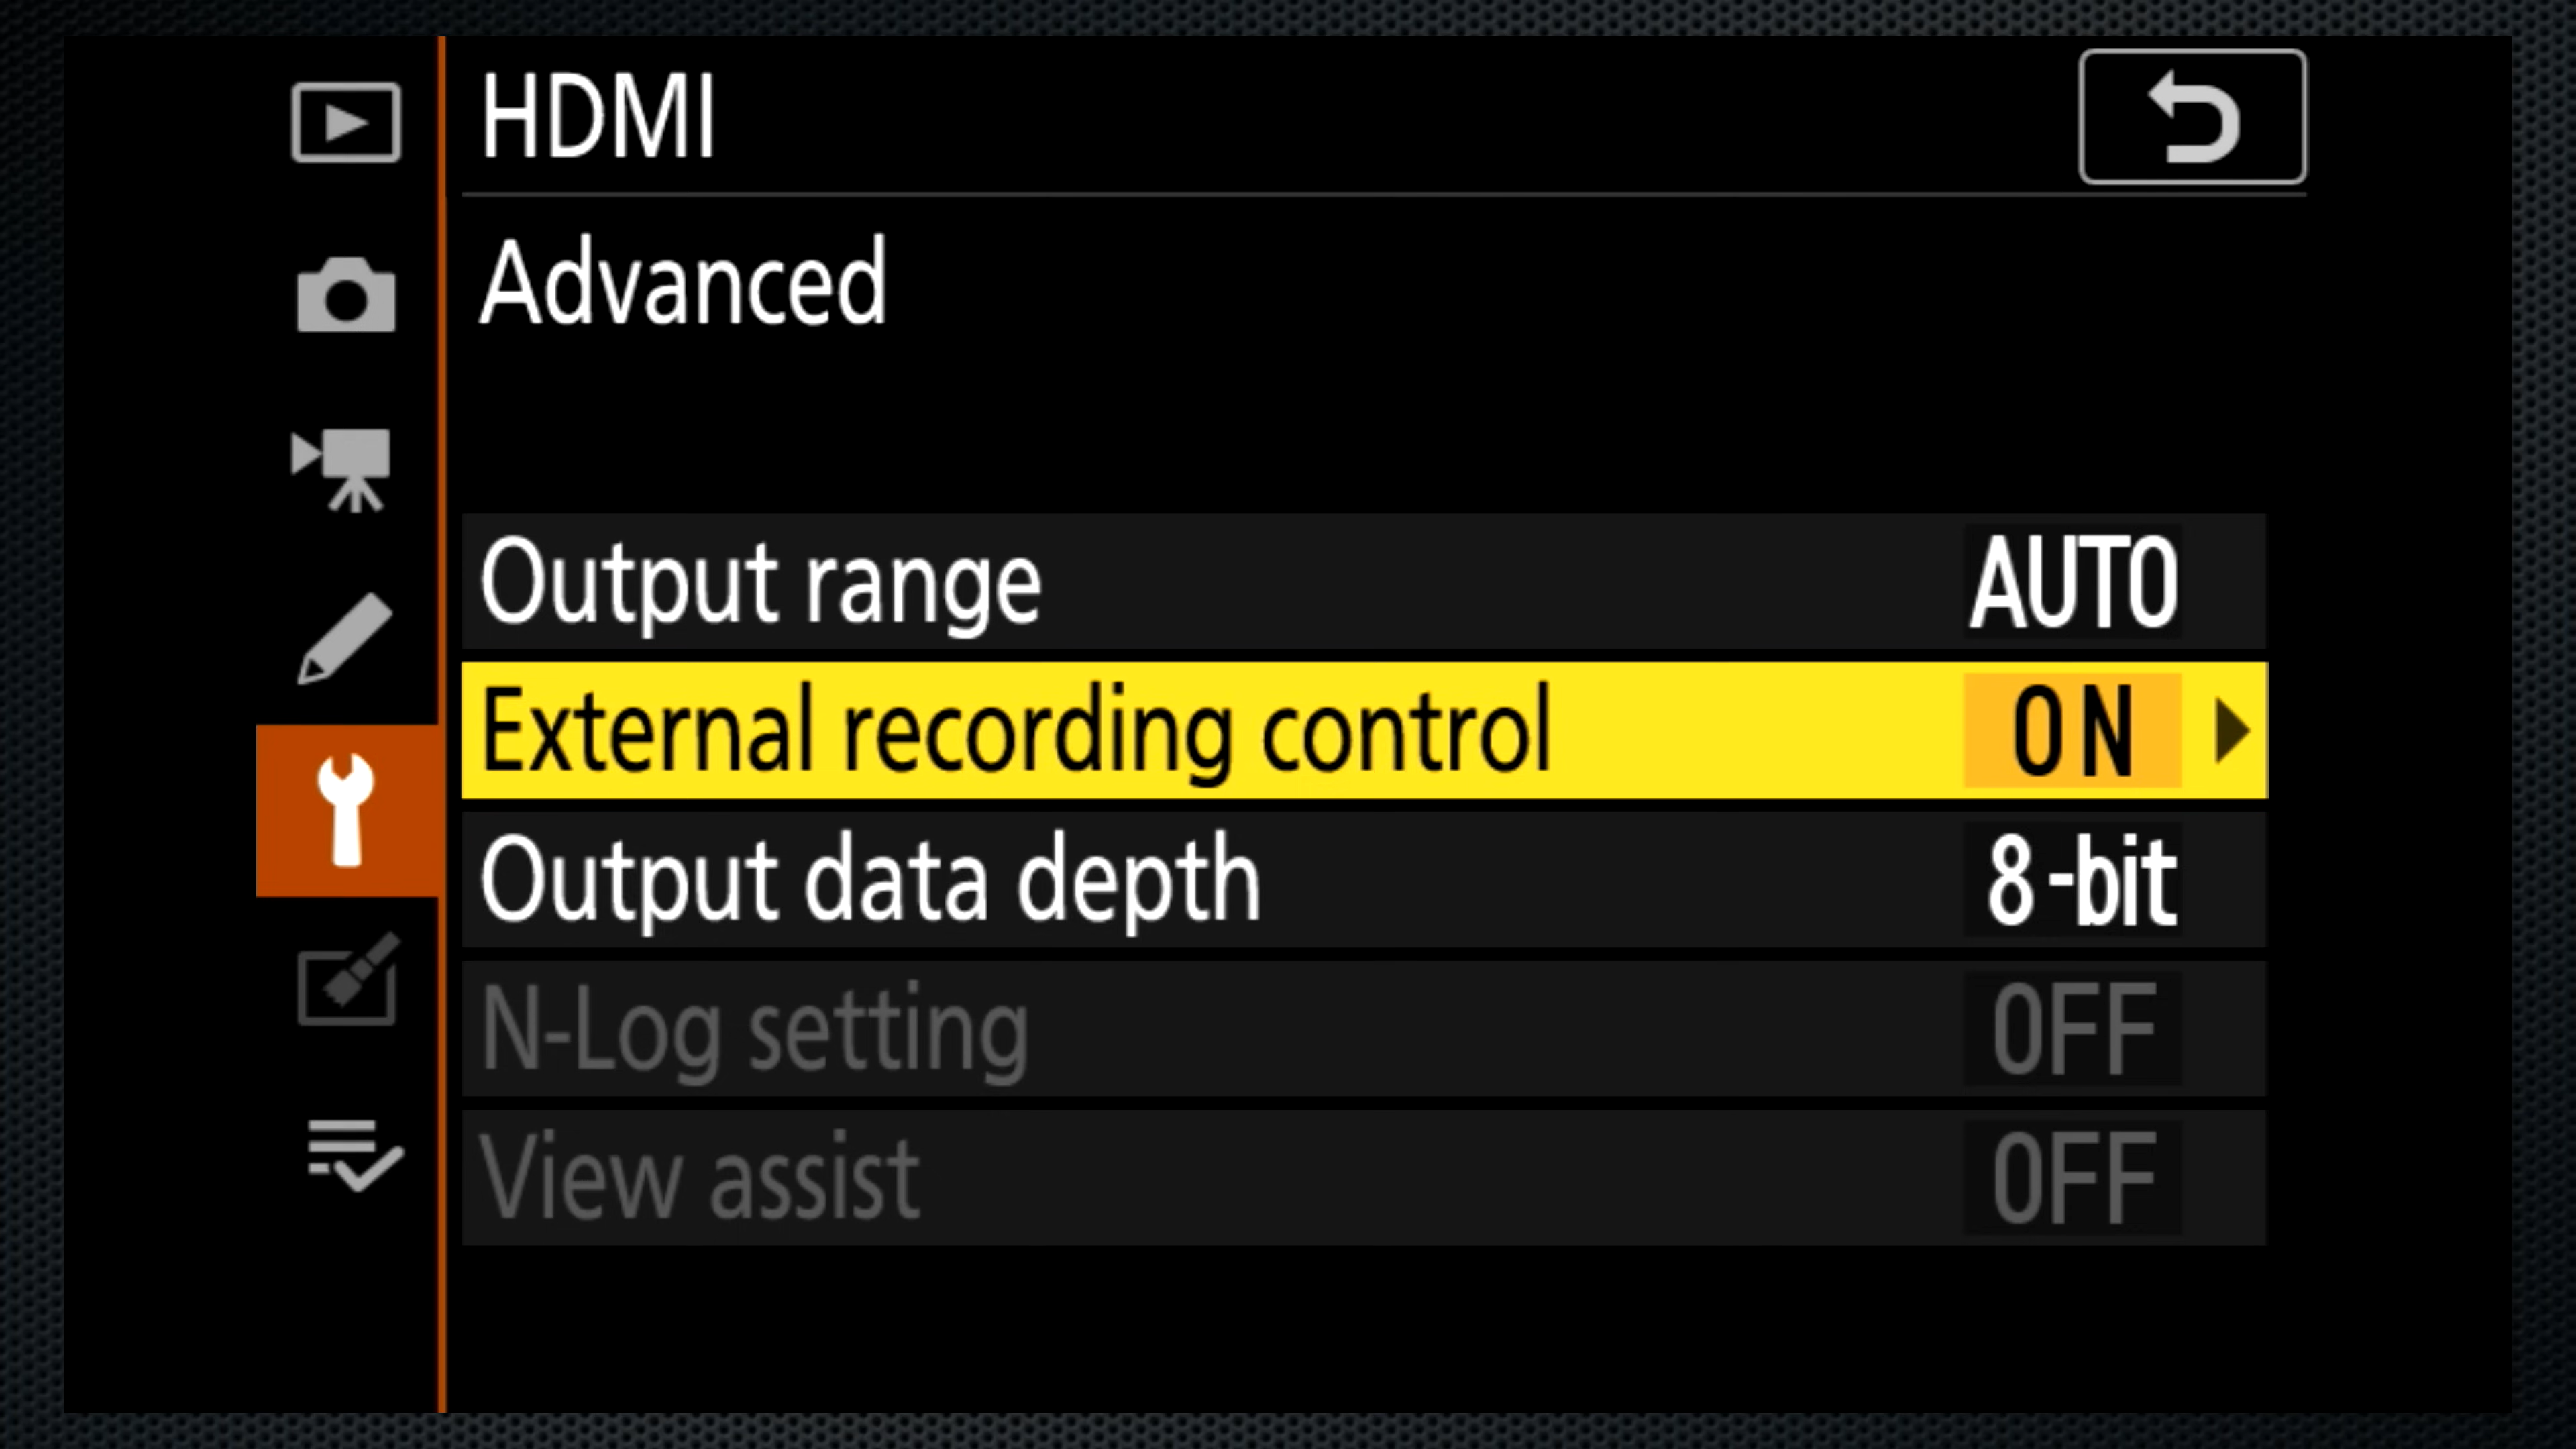 HDMI
Advanced
Output range AUTO
External recording control ON
Output data depth 8-bit
N-Log setting OFF
View assist OFF